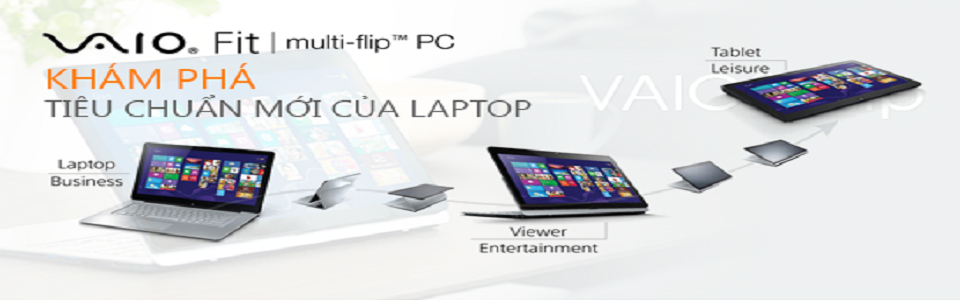 VAIO® Fit | multi-flip™ PC
KHÁM PHÁ
TIÊU CHUẨN MỚI CỦA LAPTOP
Tablet
Leisure
Laptop
Business
Viewer
Entertainment